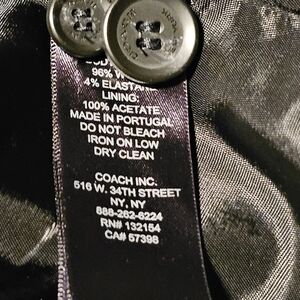 96%
4% ELASTANE
LINING:
100% ACETATE
MADE IN PORTUGAL
DO NOT BLEACH
IRON ON LOW
DRY CLEAN
COACH INC.
516 W. 34TH STREET
NY, NY
888-262-6224
RN# 132154
CA# 57398